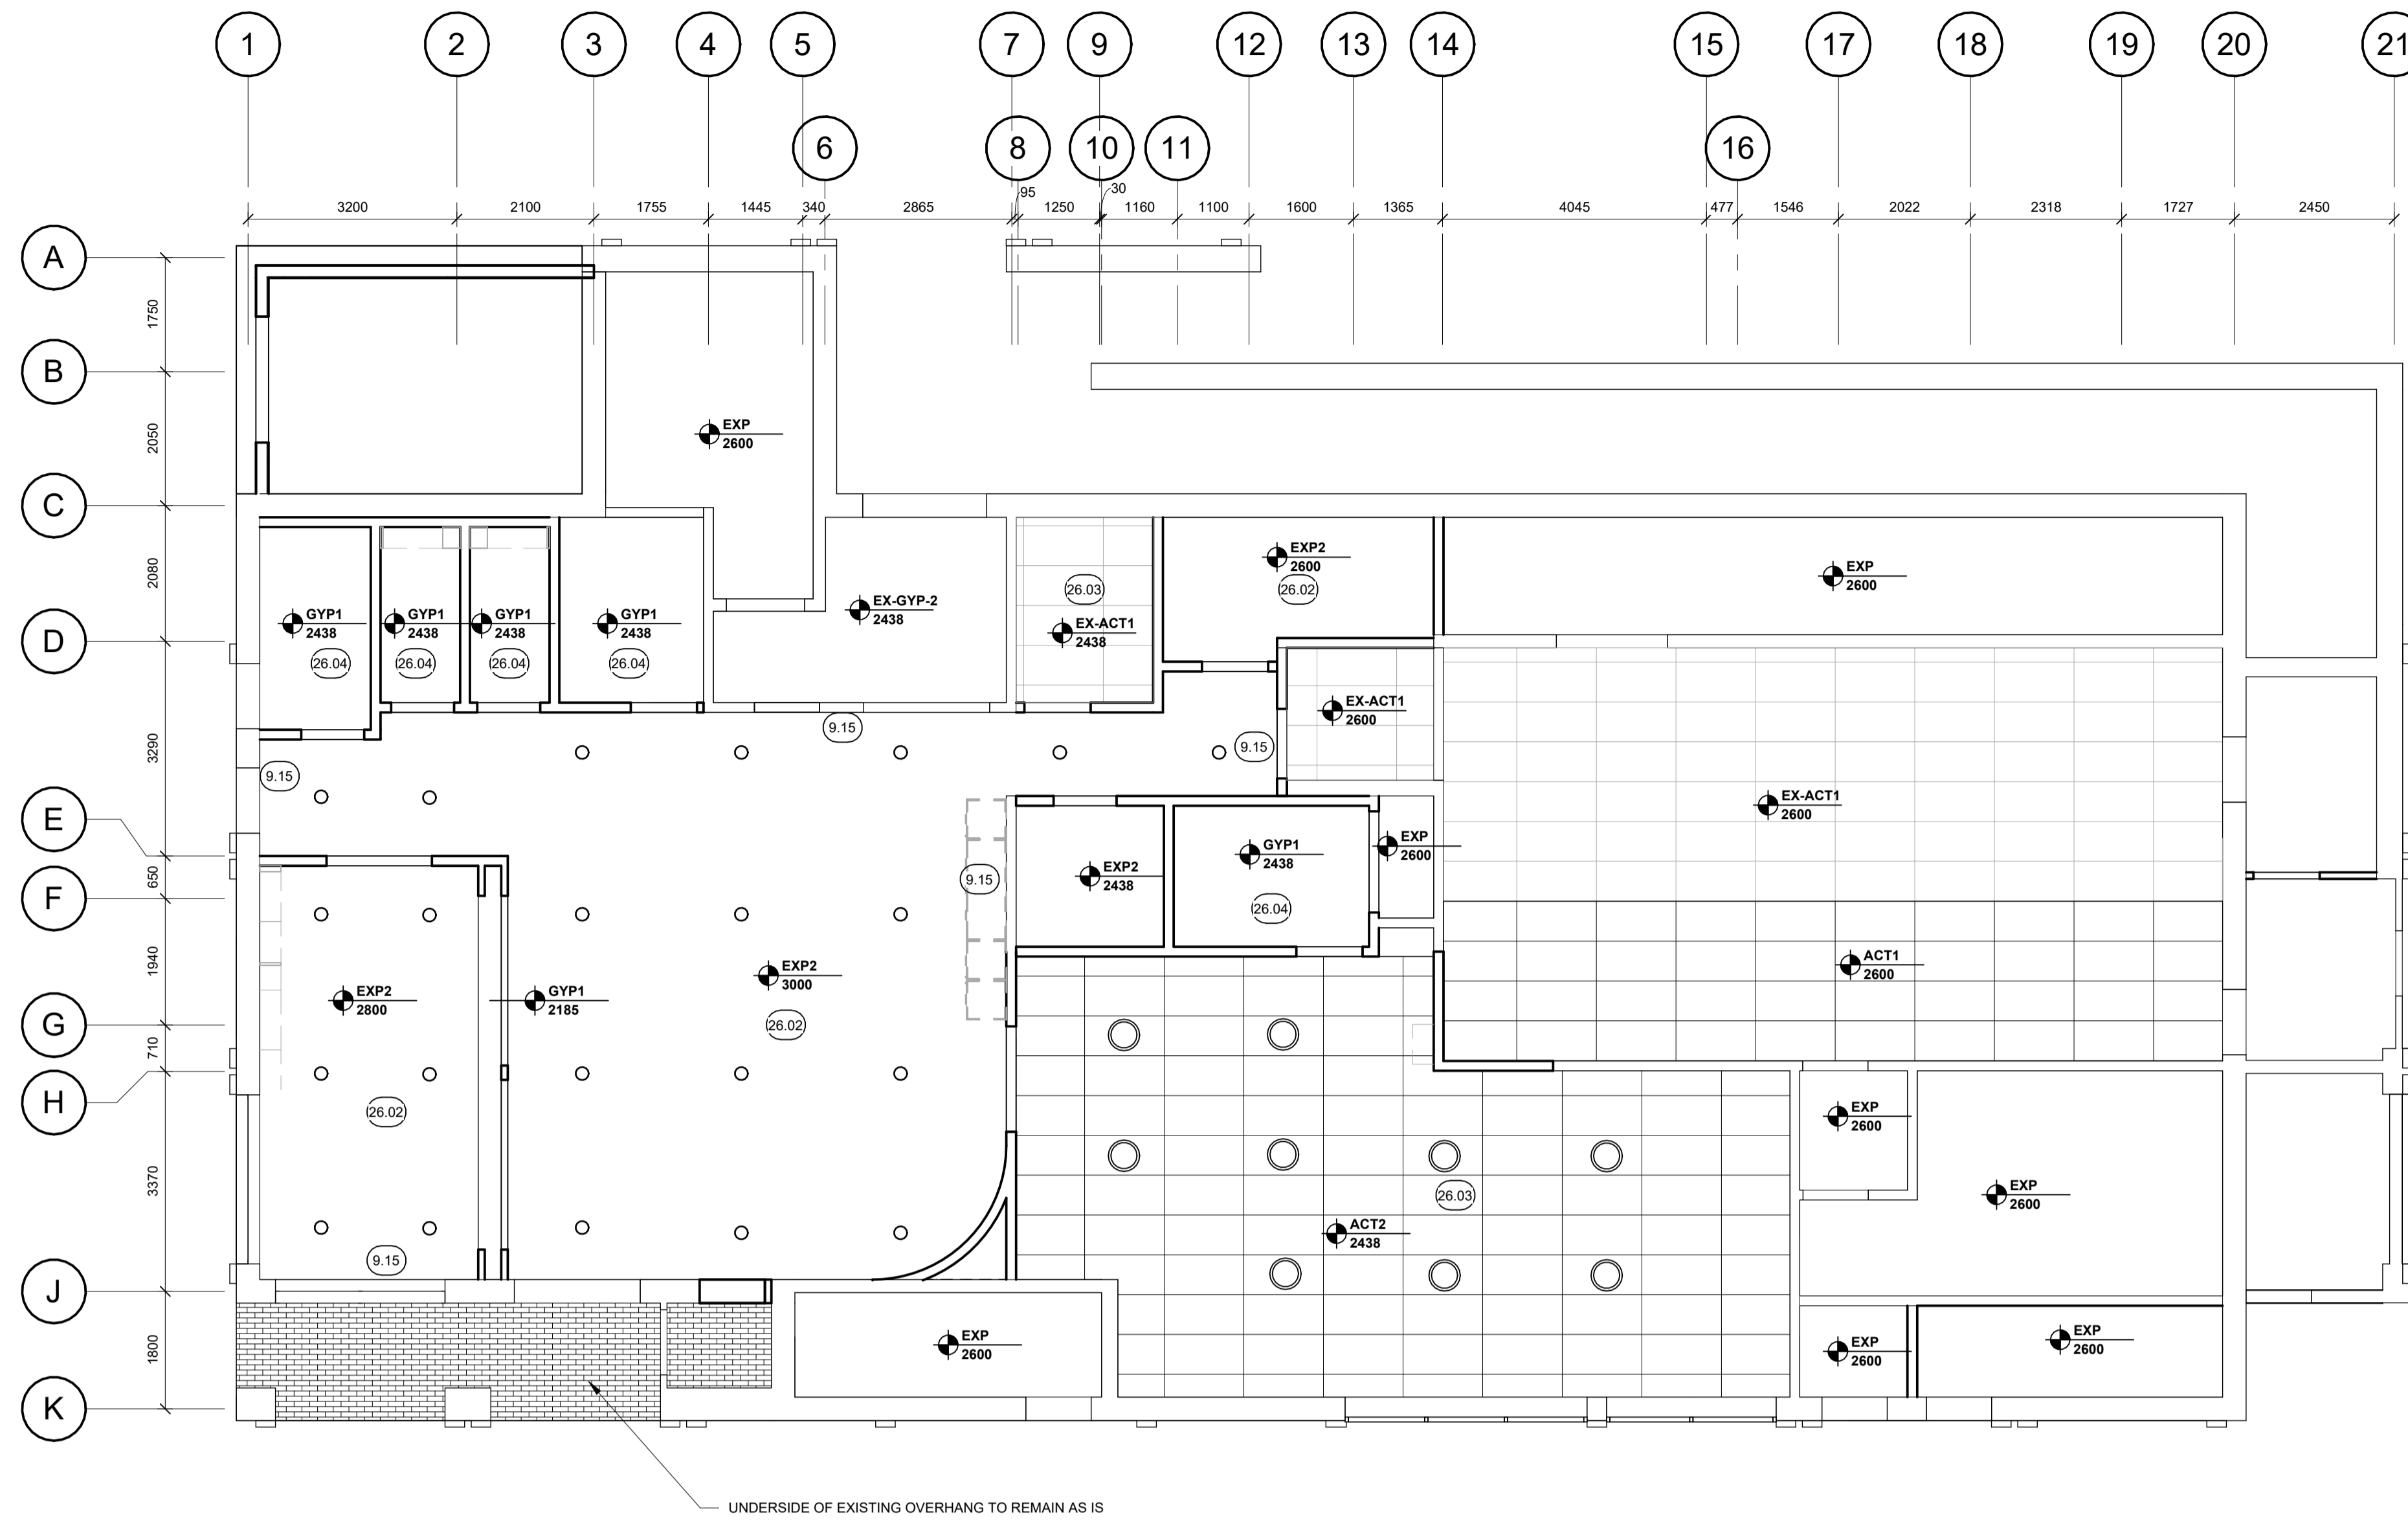 1 2 3 4 5 7 9 12 13 14 15 17 18 19 20 21
6 8 10 11 16
95 30
3200 2100 1755 1445 340 2865 1250 1160 1100 1600 1365 4045 477 1546 2022 2318 1727 2450
A
1750
B
2050
C
2080
D
3290
E
650
F
1940
G
710
H
3370
J
1800
K
EXP
2600
EXP2
2600
26.02
EXP
2600
26.03
EX-ACT1
2438
EX-GYP-2
2438
GYP1
2438
26.04
GYP1
2438
26.04
GYP1
2438
26.04
GYP1
2438
26.04
EX-ACT1
2600
9.15
9.15
9.15
EX-ACT1
2600
EXP
2600
GYP1
2438
26.04
EXP2
2438
9.15
ACT1
2600
EXP2
3000
26.02
EXP2
2800
GYP1
2185
26.02
EXP
2600
26.03
EXP
2600
ACT2
2438
9.15
EXP
2600
EXP
2600
EXP
2600
UNDERSIDE OF EXISTING OVERHANG TO REMAIN AS IS